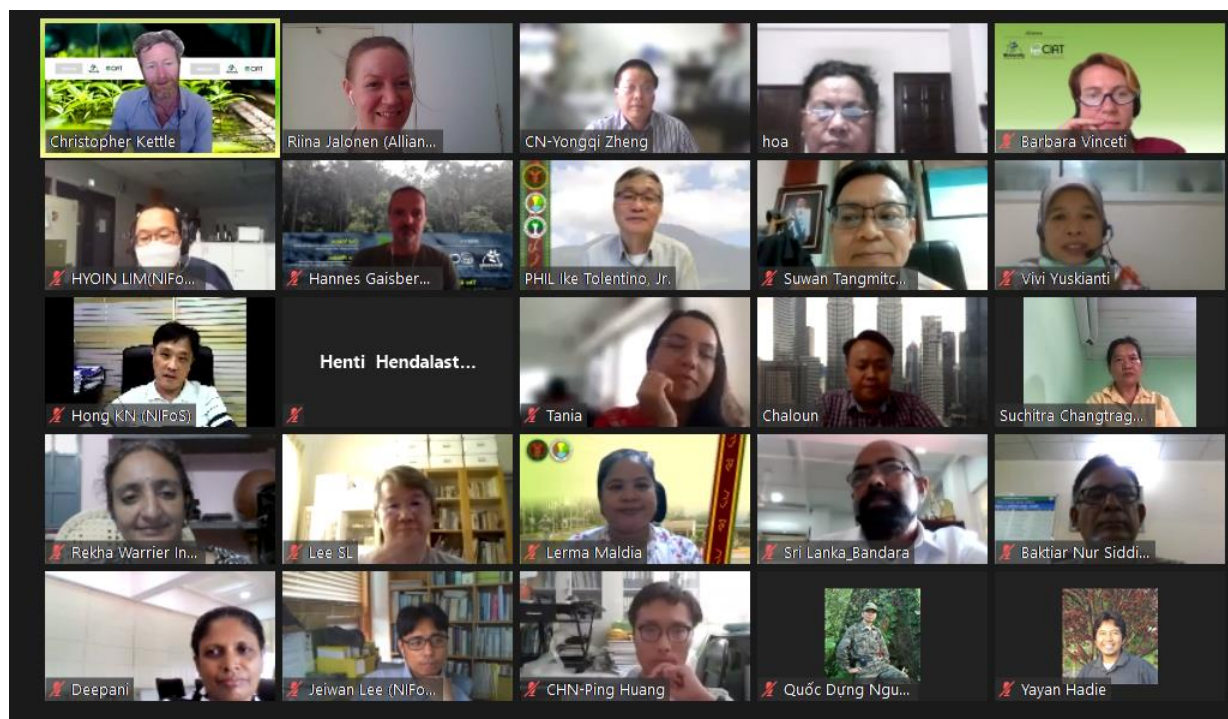 CIAT
CIAT
Christopher Kettle
Riina Jalonen (Allian...
CN-Yongqi Zheng
hoa
CIAT
Barbara Vinceti
HYOIN LIM(NIFo...
Hannes Gaisber...
PHIL Ike Tolentino, Jr.
Suwan Tangmitc...
Vivi Yuskianti
Hong KN (NIFoS)
Henti Hendalast...
Tania
Chaloun
Suchitra Changtrag...
Rekha Warrier In...
Lee SL
Lerma Maldia
Sri Lanka_Bandara
Baktiar Nur Siddi...
Deepani
Jeiwan Lee (NIFo...
CHN-Ping Huang
Quốc Dựng Ngu...
Yayan Hadie